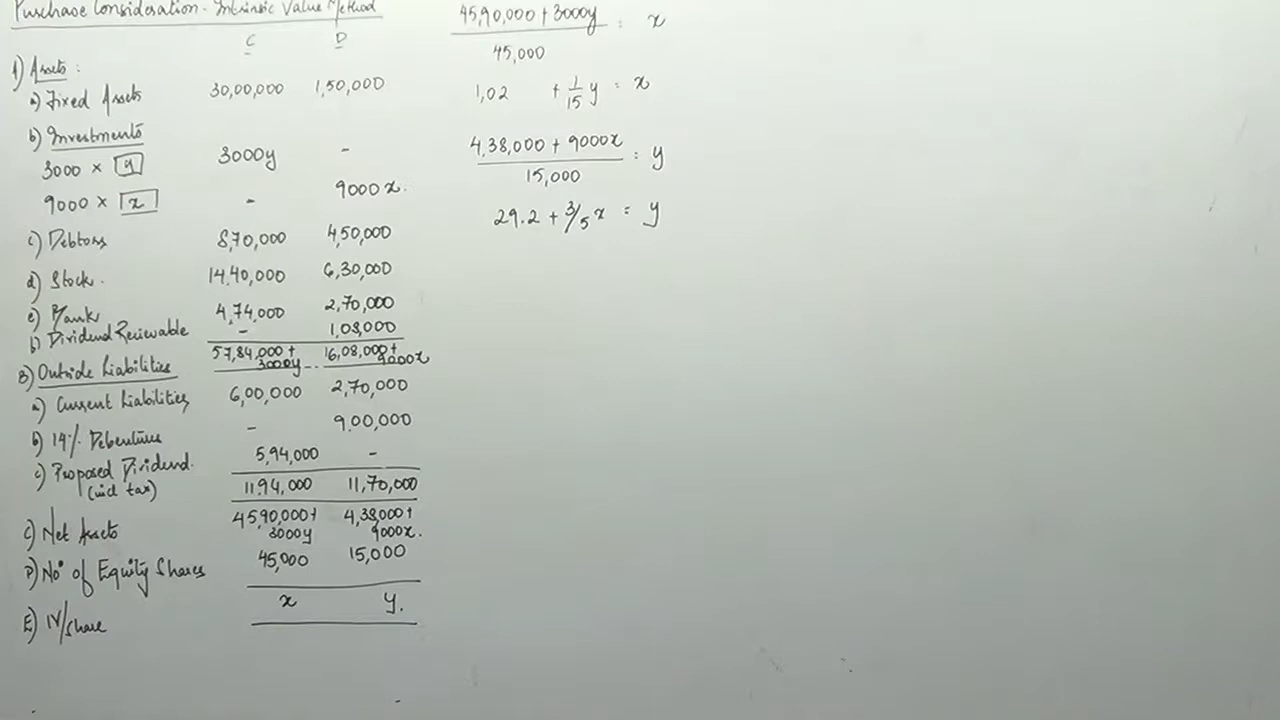 Purchase Consideration - Intrinsic Value Method
C D
A) Assets:
a) Fixed Assets 30,00,000 1,50,000
b) Investments
3000 × y 3000y -
9000 × x - 9000x.
c) Debtors 8,70,000 4,50,000
d) Stock. 14,40,000 6,30,000
e) Bank 4,74,000 2,70,000
f) Dividend Receivable - 1,08,000
57,84,000 + 3000y 16,08,000 + 9000x
B) Outside Liabilities
a) Current Liabilities 6,00,000 2,70,000
b) 14% Debentures - 9,00,000
c) Proposed Dividend. 5,94,000 -
(incl tax)
11,94,000 11,70,000
C) Net Assets 45,90,000 + 3000y 4,38,000 + 9000x.
D) No of Equity Shares 45,000 15,000
E) IV/share x y.
45,90,000 + 3000y = x
45,000
1,02 + 1/15 y = x
4,38,000 + 9000x = y
15,000
29.2 + 3/5 x = y